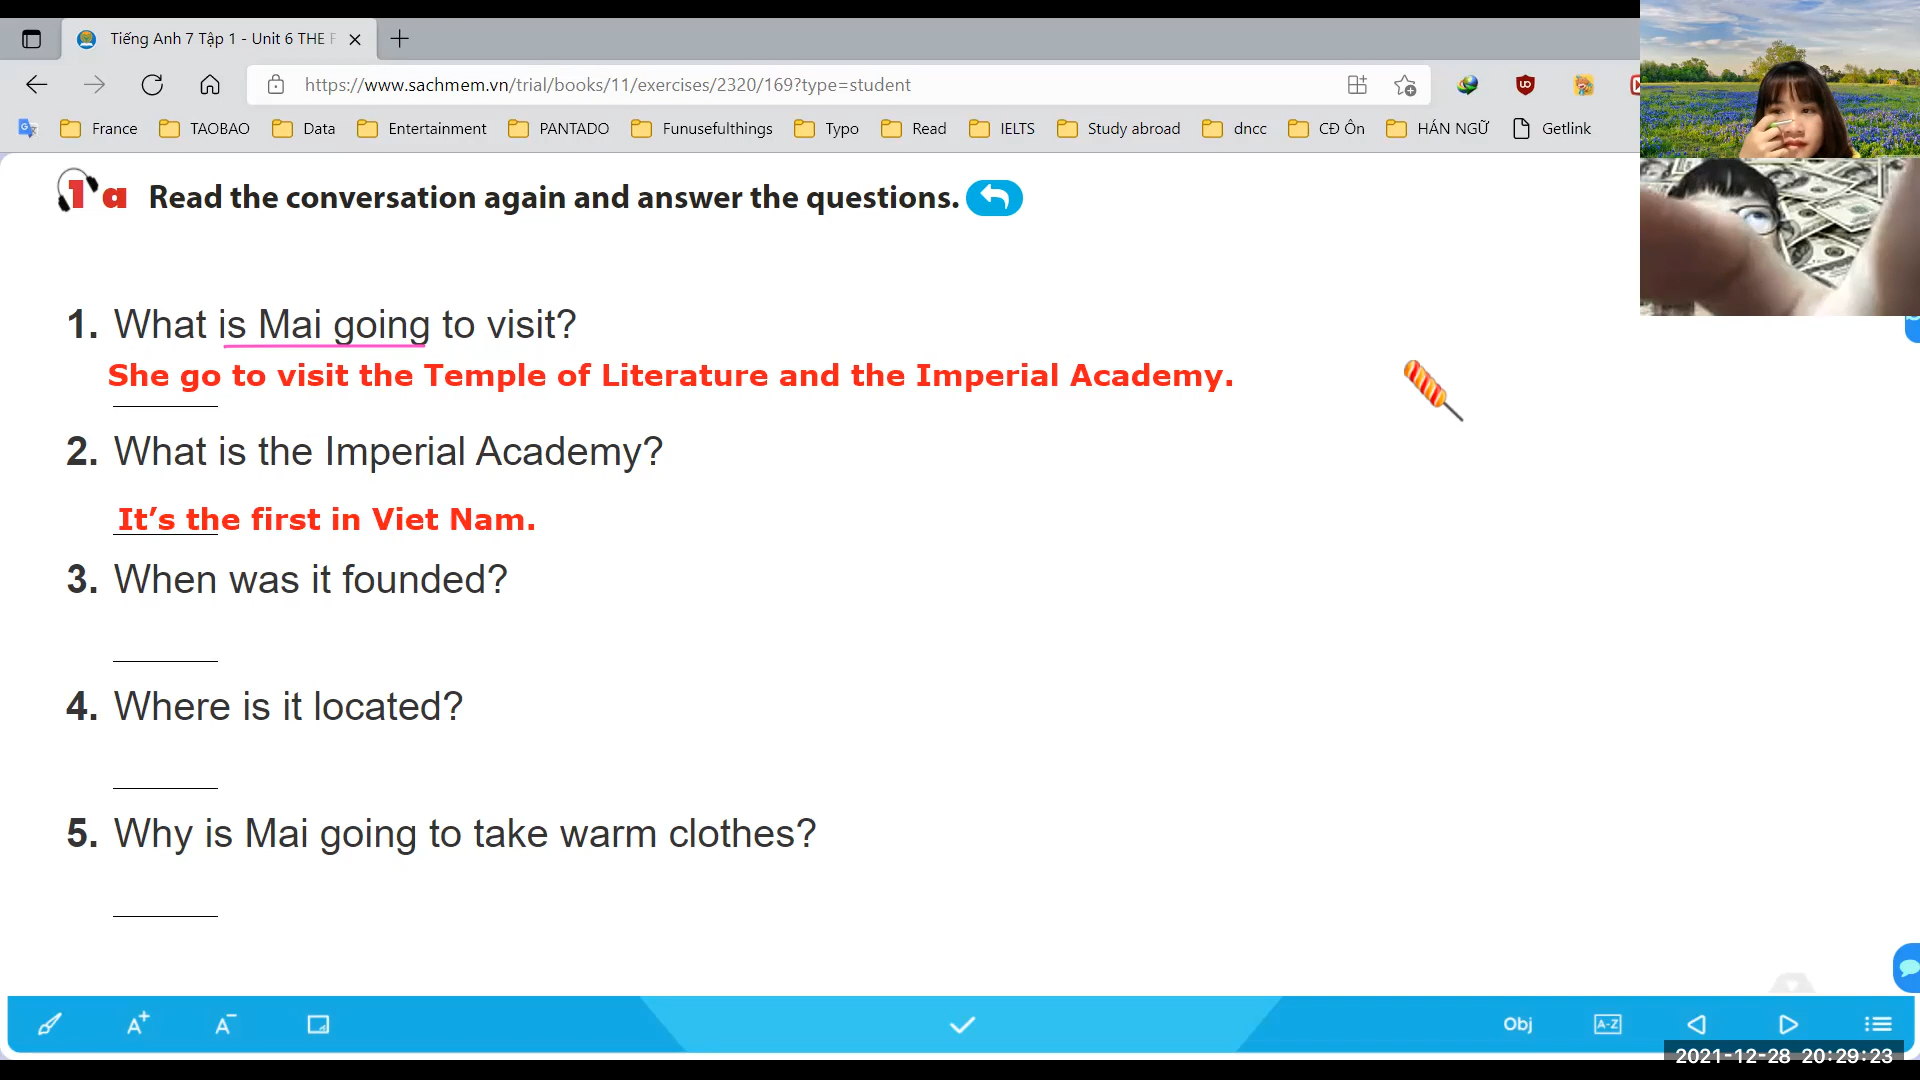 Tiếng Anh 7 Tập 1 - Unit 6 THE
https://www.sachmem.vn/trial/books/11/exercises/2320/169?type=student
France TAOBAO Data Entertainment PANTADO Funusefulthings Typo Read IELTS Study abroad dncc CĐ Ôn HÁN NGỮ Getlink
1 a Read the conversation again and answer the questions.
1. What is Mai going to visit?
She go to visit the Temple of Literature and the Imperial Academy.
2. What is the Imperial Academy?
It’s the first in Viet Nam.
3. When was it founded?
4. Where is it located?
5. Why is Mai going to take warm clothes?
A+ A- Obj A-Z
2021-12-28 20:29:23